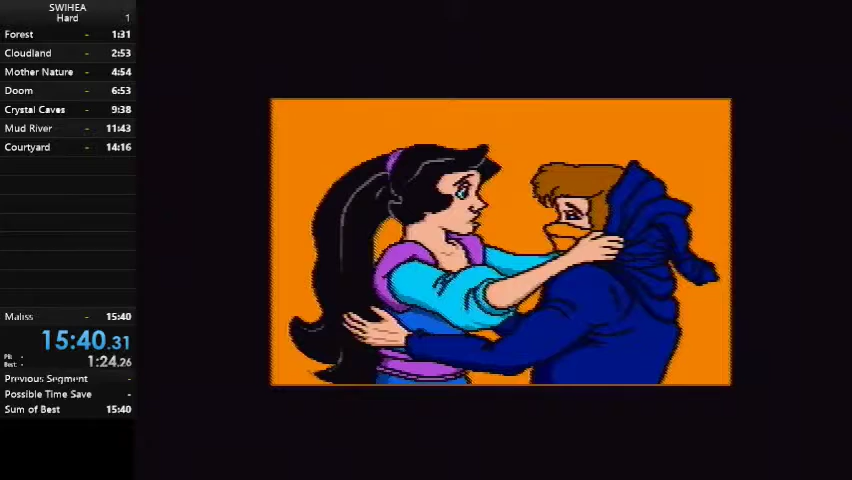 SWIHEA
Hard 1
Forest - 1:31
Cloudland - 2:53
Mother Nature - 4:54
Doom - 6:53
Crystal Caves - 9:38
Mud River - 11:43
Courtyard - 14:16
Maliss - 15:40
15:40.31
PB: -
Best: - 1:24.26
Previous Segment -
Possible Time Save -
Sum of Best 15:40